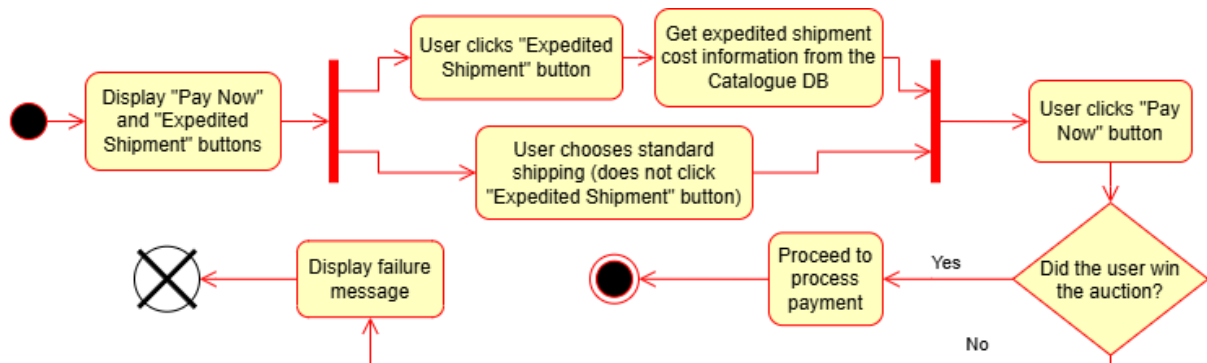 Display "Pay Now"
and "Expedited
Shipment" buttons
User clicks "Expedited
Shipment" button
Get expedited shipment
cost information from the
Catalogue DB
User chooses standard
shipping (does not click
"Expedited Shipment" button)
User clicks "Pay
Now" button
Did the user win
the auction?
Yes
Proceed to
process
payment
No
Display failure
message